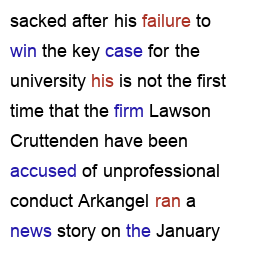 sacked after his failure to
win the key case for the
university his is not the first
time that the firm Lawson
Cruttenden have been
accused of unprofessional
conduct Arkangel ran a
news story on the January